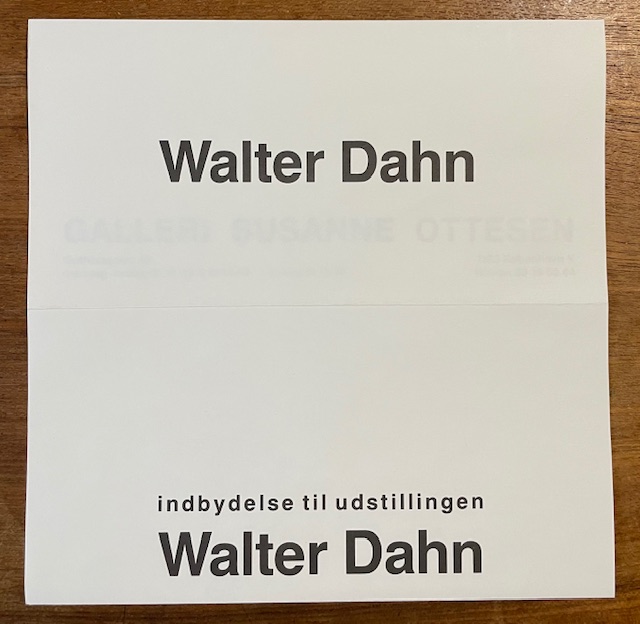 Walter Dahn
GALLERI SUSANNE OTTESEN
indbydelse til udstillingen
Walter Dahn